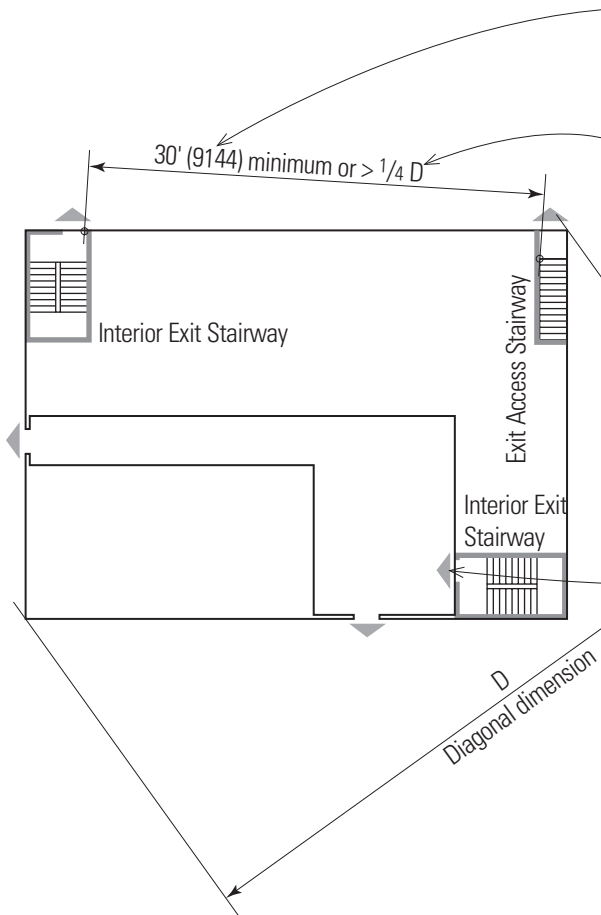 30' (9144) minimum or > 1/4 D
Interior Exit Stairway
Exit Access Stairway
Interior Exit
Stairway
D
Diagonal dimension